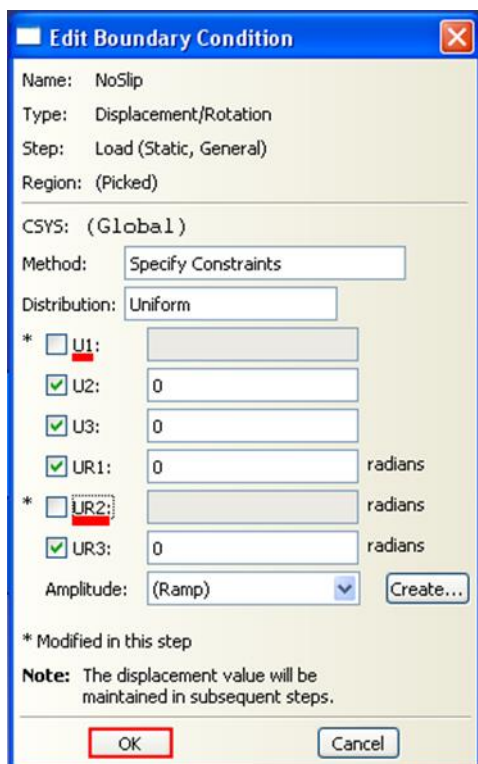 Edit Boundary Condition
Name: NoSlip
Type: Displacement/Rotation
Step: Load (Static, General)
Region: (Picked)
CSYS: (Global)
Method: Specify Constraints
Distribution: Uniform
* U1:
U2: 0
U3: 0
UR1: 0 radians
* UR2: radians
UR3: 0 radians
Amplitude: (Ramp) Create...
* Modified in this step
Note: The displacement value will be
maintained in subsequent steps.
OK Cancel